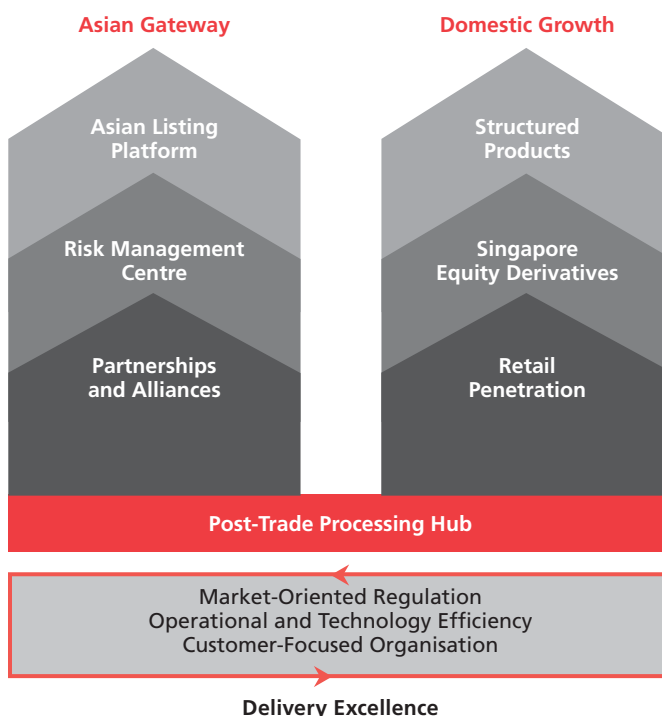 Asian Gateway
Asian Listing
Platform
Risk Management
Centre
Partnerships
and Alliances
Domestic Growth
Structured
Products
Singapore
Equity Derivatives
Retail
Penetration
Post-Trade Processing Hub
Market-Oriented Regulation
Operational and Technology Efficiency
Customer-Focused Organisation
Delivery Excellence